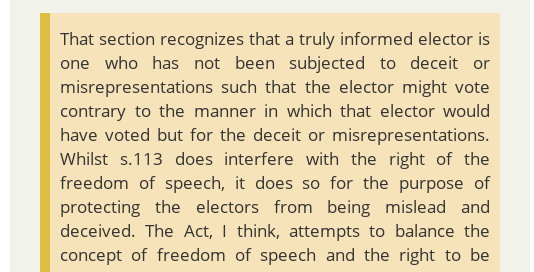 That section recognizes that a truly informed elector is
one who has not been subjected to deceit or
misrepresentations such that the elector might vote
contrary to the manner in which that elector would
have voted but for the deceit or misrepresentations.
Whilst s.113 does interfere with the right of the
freedom of speech, it does so for the purpose of
protecting the electors from being mislead and
deceived. The Act, I think, attempts to balance the
concept of freedom of speech and the right to be